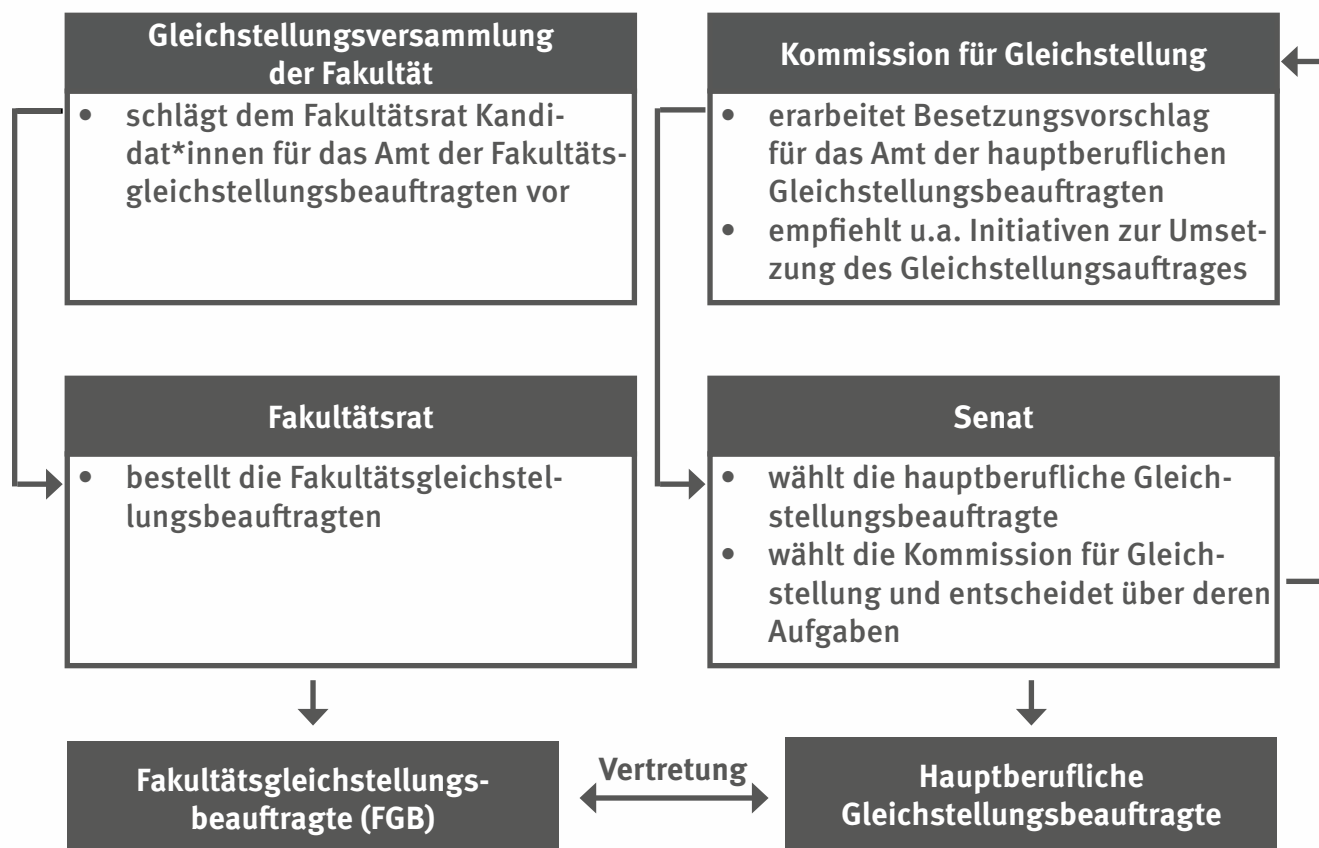 Gleichstellungsversammlung
der Fakultät
• schlägt dem Fakultätsrat Kandi-
dat*innen für das Amt der Fakultäts-
gleichstellungsbeauftragten vor
Kommission für Gleichstellung
• erarbeitet Besetzungsvorschlag
für das Amt der hauptberuflichen
Gleichstellungsbeauftragten
• empfiehlt u.a. Initiativen zur Umset-
zung des Gleichstellungsauftrages
Fakultätsrat
• bestellt die Fakultätsgleichstel-
lungsbeauftragten
Senat
• wählt die hauptberufliche Gleich-
stellungsbeauftragte
• wählt die Kommission für Gleich-
stellung und entscheidet über deren
Aufgaben
Fakultätsgleichstellungs-
beauftragte (FGB)
Vertretung
Hauptberufliche
Gleichstellungsbeauftragte